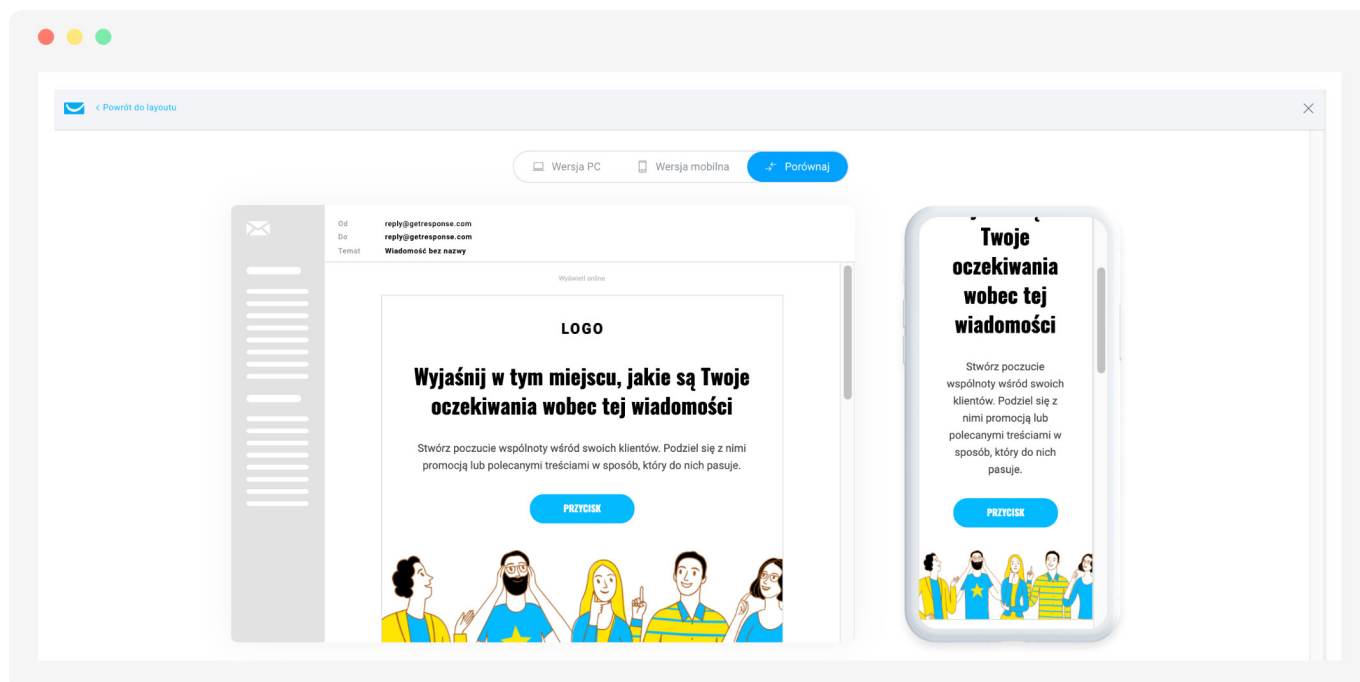 < Powrót do layoutu
Wersja PC
Wersja mobilna
Porównaj
Od reply@getresponse.com
Do reply@getresponse.com
Temat Wiadomość bez nazwy
Wyświetl online
LOGO
Wyjaśnij w tym miejscu, jakie są Twoje
oczekiwania wobec tej wiadomości
Stwórz poczucie wspólnoty wśród swoich klientów. Podziel się z nimi
promocją lub polecanymi treściami w sposób, który do nich pasuje.
PRZYCISK
Twoje
oczekiwania
wobec tej
wiadomości
Stwórz poczucie
wspólnoty wśród swoich
klientów. Podziel się z
nimi promocją lub
polecanymi treściami w
sposób, który do nich
pasuje.
PRZYCISK